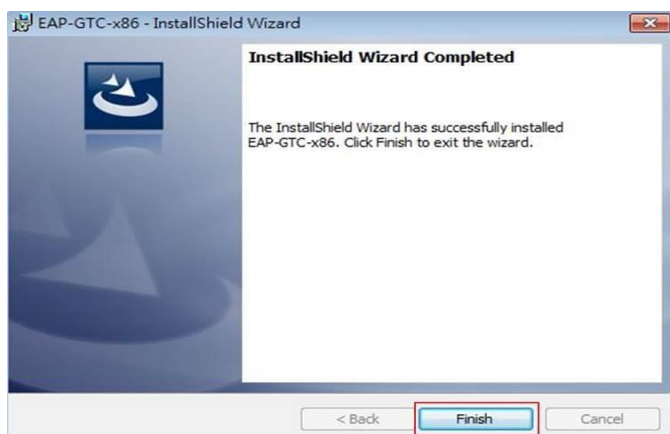 EAP-GTC-x86 - InstallShield Wizard
InstallShield Wizard Completed
The InstallShield Wizard has successfully installed
EAP-GTC-x86. Click Finish to exit the wizard.
< Back
Finish
Cancel